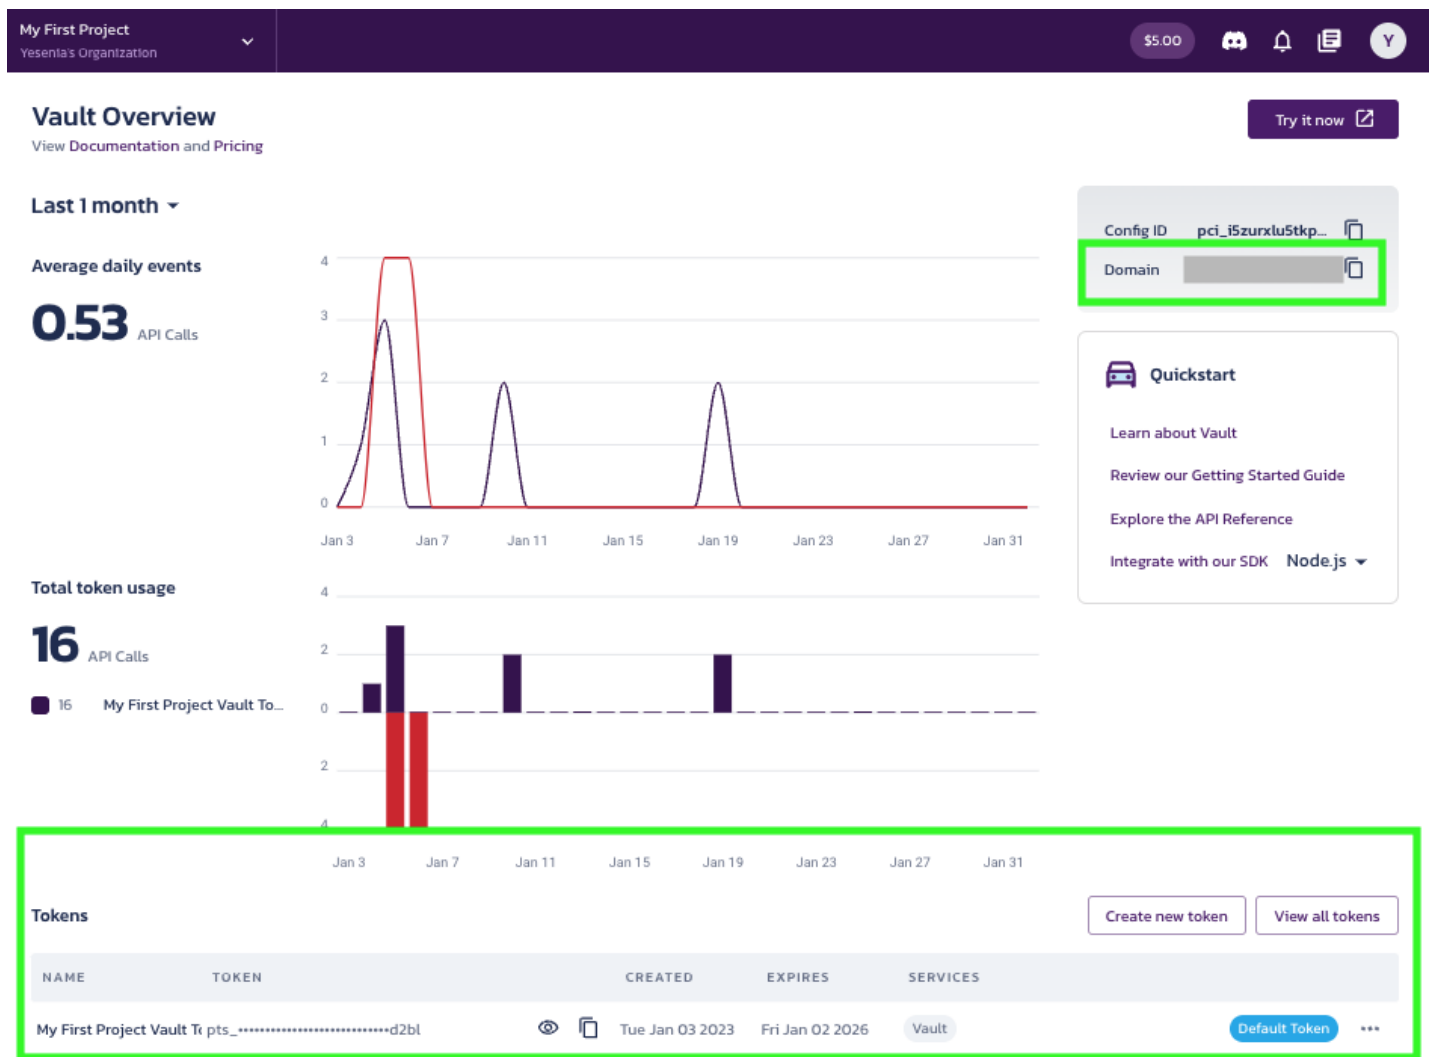 My First Project
Yesenia's Organization
$5.00
Y
Vault Overview
Try it now
View Documentation and Pricing
Last 1 month
Config ID pci_i5zurxlu5tkp...
Domain
Average daily events
0.53 API Calls
4
3
2
1
0
Jan 3 Jan 7 Jan 11 Jan 15 Jan 19 Jan 23 Jan 27 Jan 31
Quickstart
Learn about Vault
Review our Getting Started Guide
Explore the API Reference
Integrate with our SDK Node.js
Total token usage
16 API Calls
16 My First Project Vault To...
4
2
0
2
4
Jan 3 Jan 7 Jan 11 Jan 15 Jan 19 Jan 23 Jan 27 Jan 31
Tokens
Create new token View all tokens
NAME TOKEN CREATED EXPIRES SERVICES
My First Project Vault Tc pts_••••••••••••••••••••••••••••d2bl Tue Jan 03 2023 Fri Jan 02 2026 Vault Default Token